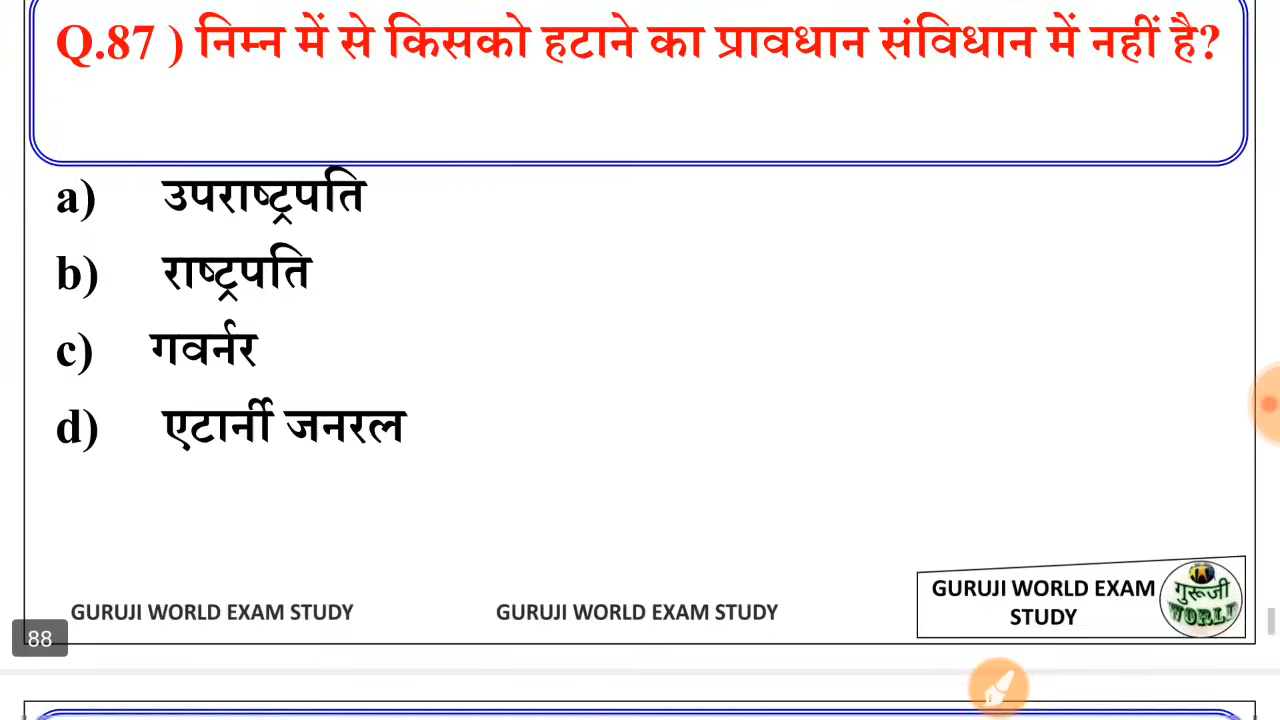 Q.87 ) निम्न में से किसको हटाने का प्रावधान संविधान में नहीं है?
a) उपराष्ट्रपति
b) राष्ट्रपति
c) गवर्नर
d) एटार्नी जनरल
GURUJI WORLD EXAM STUDY
GURUJI WORLD EXAM STUDY
GURUJI WORLD EXAM
STUDY
गुरूजी
WORLD
88